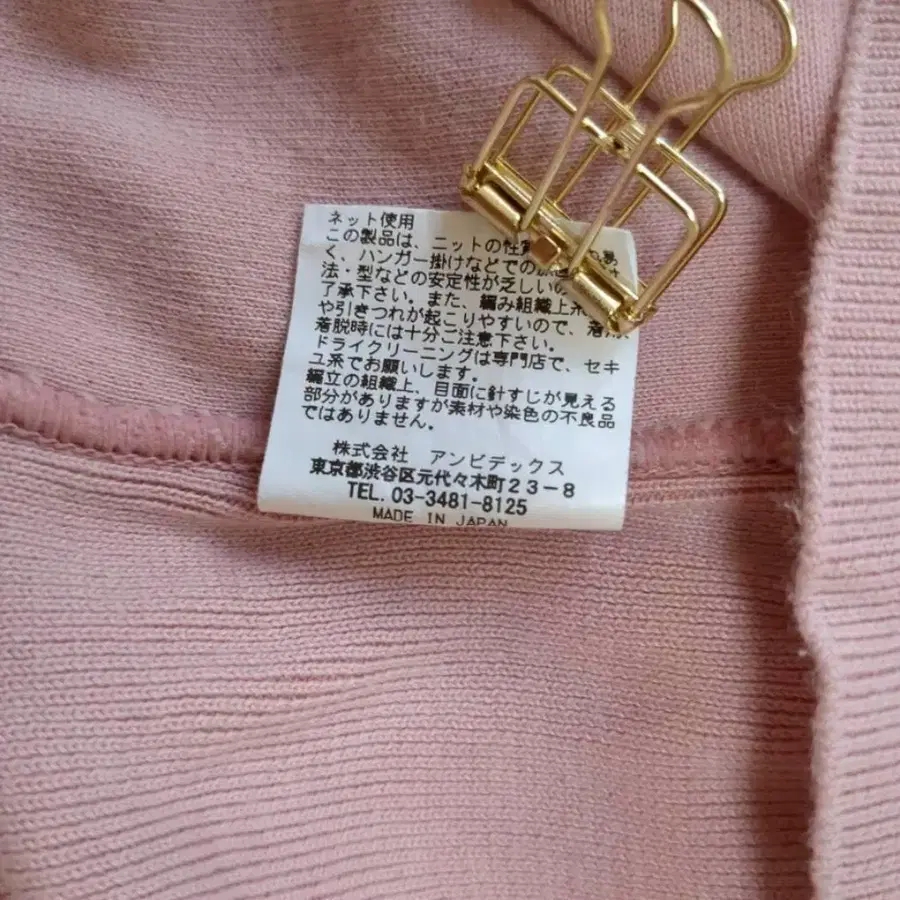 ネット使用
この製品は、ニットの性質
く、ハンガー掛けなどでの
法・型などの安定性が乏しいの
了承下さい。また、編み組織上
や引きつれが起こりやすいので、着
着脱時には十分ご注意下さい。
ドライクリーニングは専門店で、セキ
ユ系でお願いします。
編立の組織上、目面に針すじが見える
部分がありますが素材や染色の不良品
ではありません。
株式会社 アンビデックス
東京都渋谷区元代々木町23-8
TEL. 03-3481-8125
MADE IN JAPAN